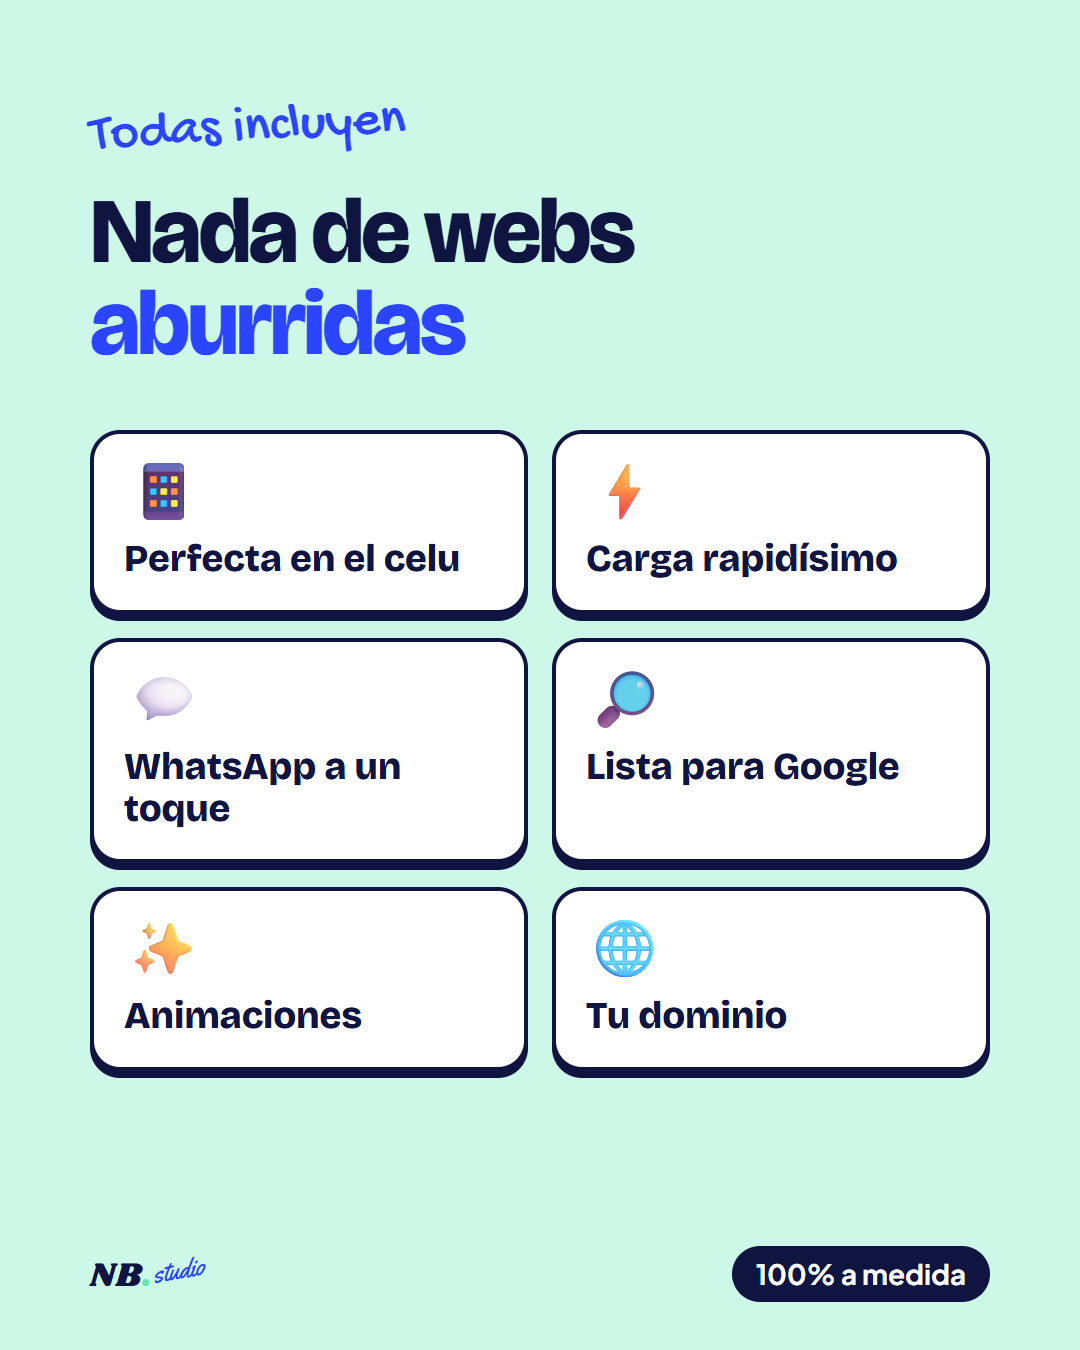 Todas incluyen
Nada de webs
aburridas
Perfecta en el celu
Carga rapidísimo
WhatsApp a un
toque
Lista para Google
Animaciones
Tu dominio
NB. studio
100% a medida